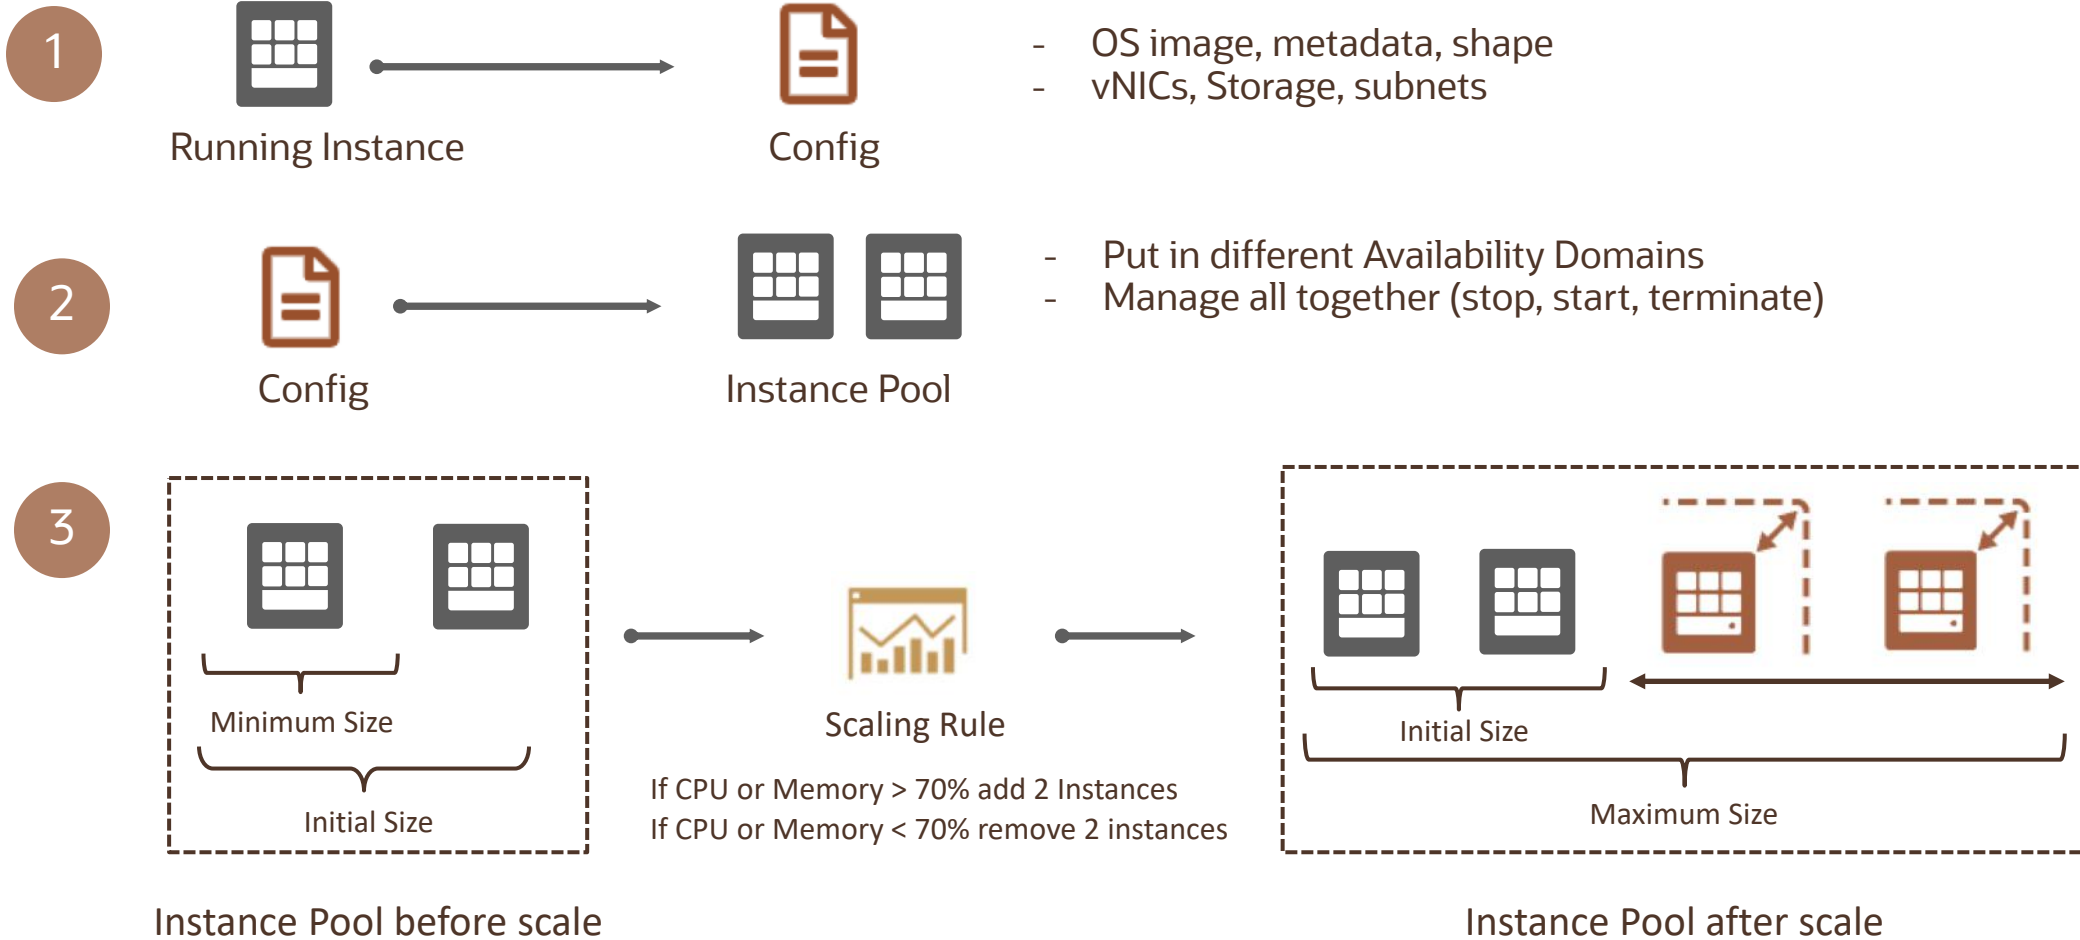 1
- OS image, metadata, shape
- vNICs, Storage, subnets
Running Instance
Config
2
- Put in different Availability Domains
- Manage all together (stop, start, terminate)
Config
Instance Pool
3
Minimum Size
Initial Size
Scaling Rule
If CPU or Memory > 70% add 2 Instances
If CPU or Memory < 70% remove 2 instances
Initial Size
Maximum Size
Instance Pool before scale
Instance Pool after scale